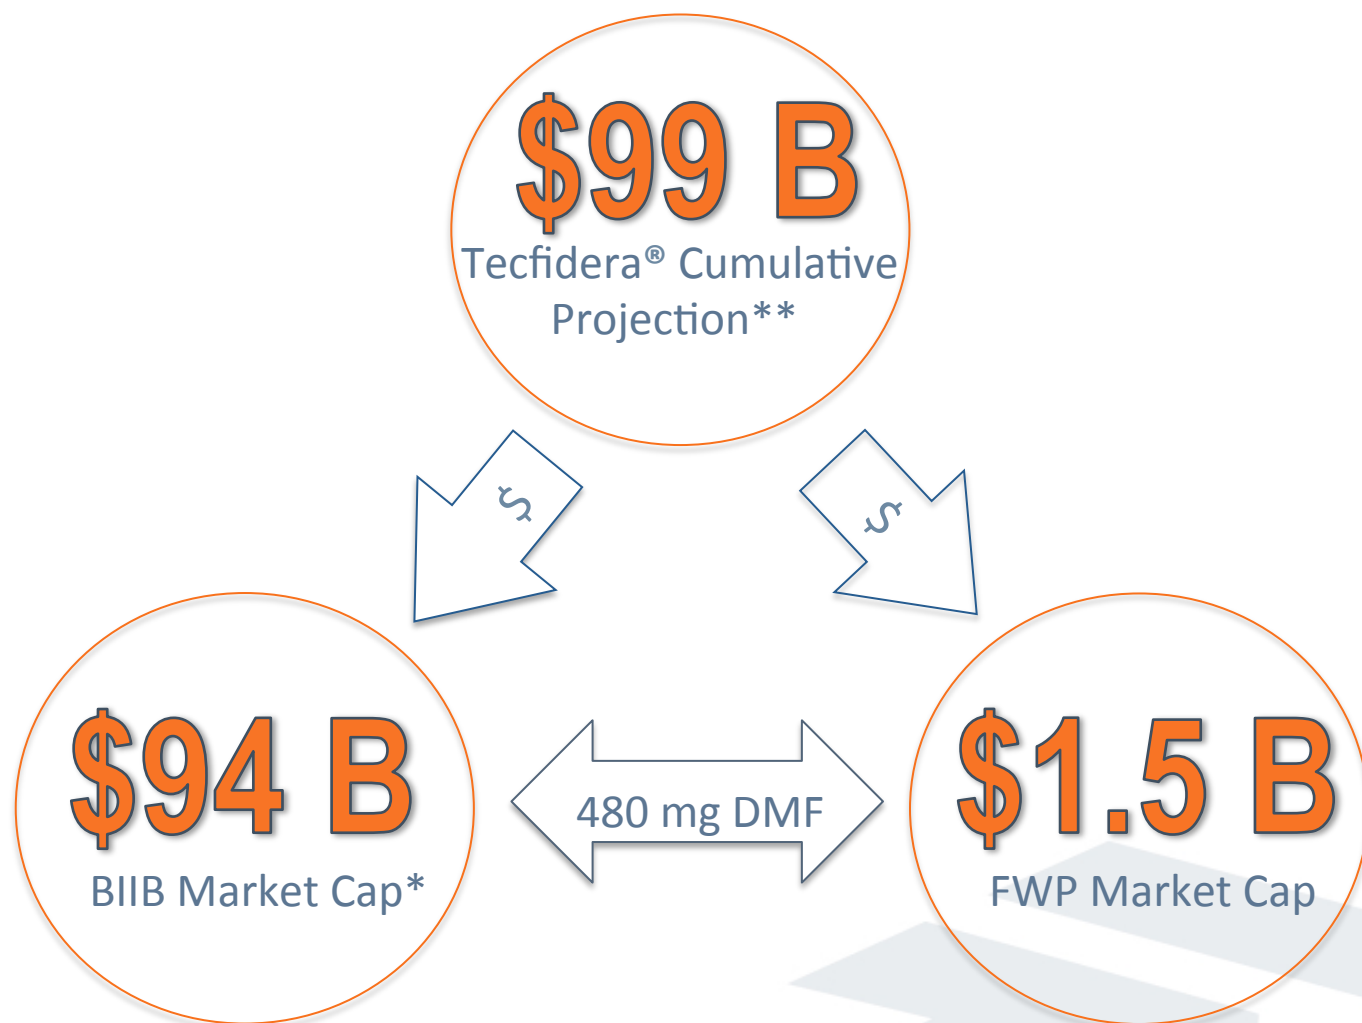 $99 B
Tecfidera® Cumulative
Projection**
$
$
$94 B
BIIB Market Cap*
480 mg DMF
$1.5 B
FWP Market Cap